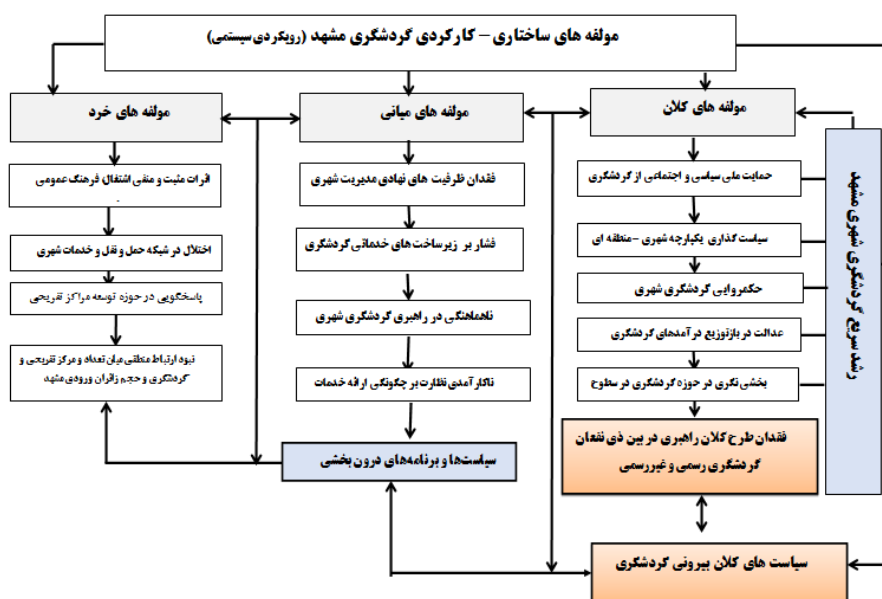 مولفه های ساختاری – کارکردی گردشگری مشهد (رویکردی سیستمی)
مولفه های کلان
حمایت ملی سیاسی و اجتماعی از گردشگری
سیاست گذاری یکپارچه شهری –منطقه ای
حکمروایی گردشگری شهری
عدالت در بازتوزیع درآمدهای گردشگری
بخشی نگری در حوزه گردشگری در سطوح
فقدان طرح کلان راهبردی در بین ذی نفعان
گردشگری رسمی و غیررسمی
سیاست های کلان بیرونی گردشگری
رشد سریع گردشگری شهری مشهد
مولفه های میانی
فقدان ظرفیت های نهادی مدیریت شهری
فشار بر زیرساخت های خدماتی گردشگری
ناهماهنگی در راهبری گردشگری شهری
ناکارآمدی نظارت بر چگونگی ارائه خدمات
سیاست‌ها و برنامه‌های درون بخشی
مولفه های خرد
اثرات مثبت و منفی اشتغال، فرهنگ عمومی
.
اختلال در شبکه حمل و نقل و خدمات شهری
پاسخگویی در حوزه توسعه مراکز تفریحی
نبود ارتباط منطقی میان تعداد و مرکز تفریحی و
گردشگری و حجم زائران ورودی مشهد